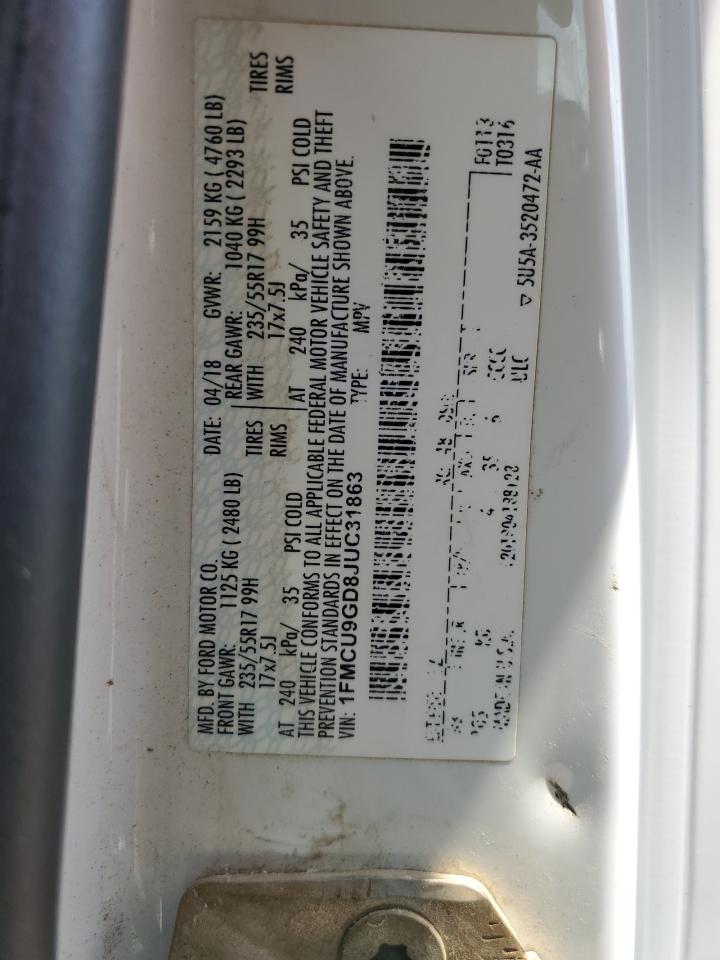 MFD. BY FORD MOTOR CO.
DATE: 04/18 GVWR: 2159 KG ( 4760 LB)
FRONT GAWR: 1125 KG ( 2480 LB) REAR GAWR: 1040 KG ( 2293 LB)
WITH 235/55R17 99H TIRES WITH 235/55R17 99H TIRES
17x7.5J RIMS 17x7.5J RIMS
AT 240 kPa/ 35 PSI COLD AT 240 kPa/ 35 PSI COLD
THIS VEHICLE CONFORMS TO ALL APPLICABLE FEDERAL MOTOR VEHICLE SAFETY AND THEFT
PREVENTION STANDARDS IN EFFECT ON THE DATE OF MANUFACTURE SHOWN ABOVE.
VIN: 1FMCU9GD8JUC31863 TYPE: MPV
F0113
T0316
MADE IN U.S.A.
▽ 5U5A-3520472-AA